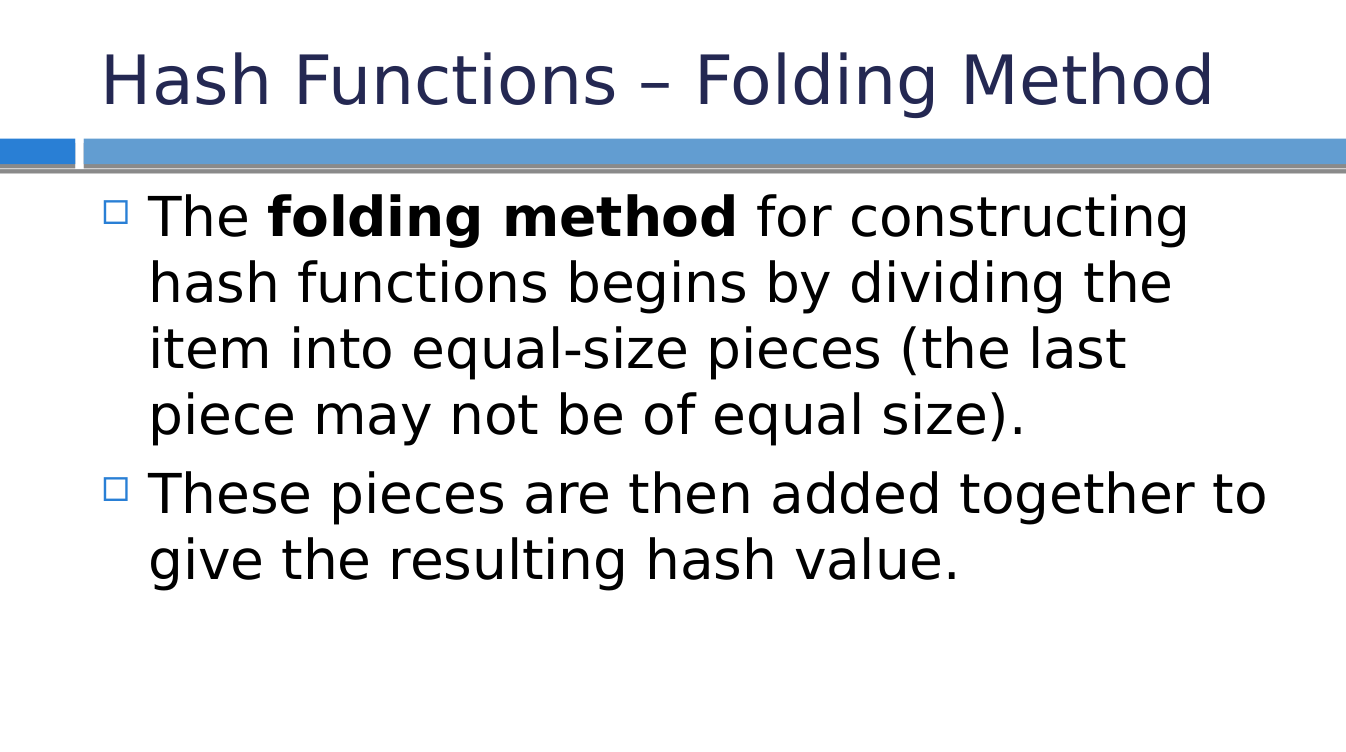 Hash Functions – Folding Method
The folding method for constructing
hash functions begins by dividing the
item into equal-size pieces (the last
piece may not be of equal size).
These pieces are then added together to
give the resulting hash value.